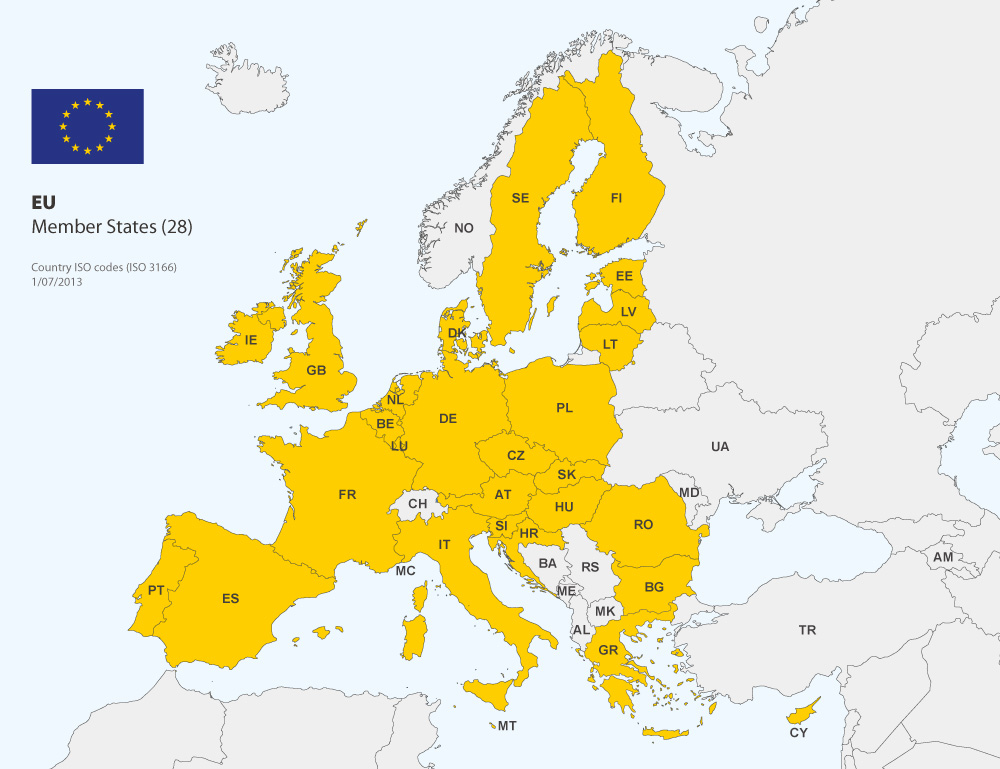 EU
Member States (28)
Country ISO codes (ISO 3166)
1/07/2013
SE
FI
NO
EE
LV
DK
IE
LT
GB
NL
PL
DE
BE
LU
UA
CZ
SK
FR
AT
MD
CH
HU
SI
RO
HR
IT
AM
BA
RS
MC
BG
PT
ME
ES
MK
AL
TR
GR
MT
CY